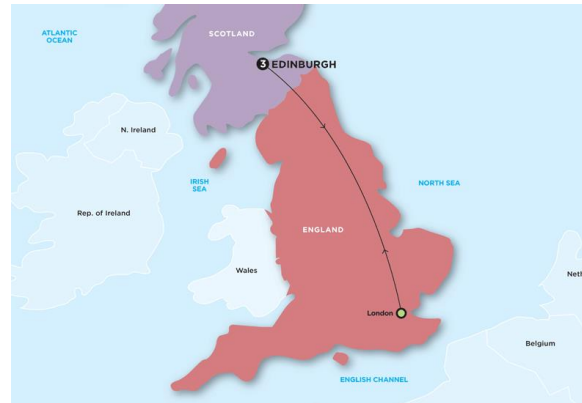 ATLANTIC
OCEAN
SCOTLAND
3 EDINBURGH
N. Ireland
IRISH
SEA
NORTH SEA
Rep. of Ireland
ENGLAND
Wales
Neth
London
Belgium
ENGLISH CHANNEL